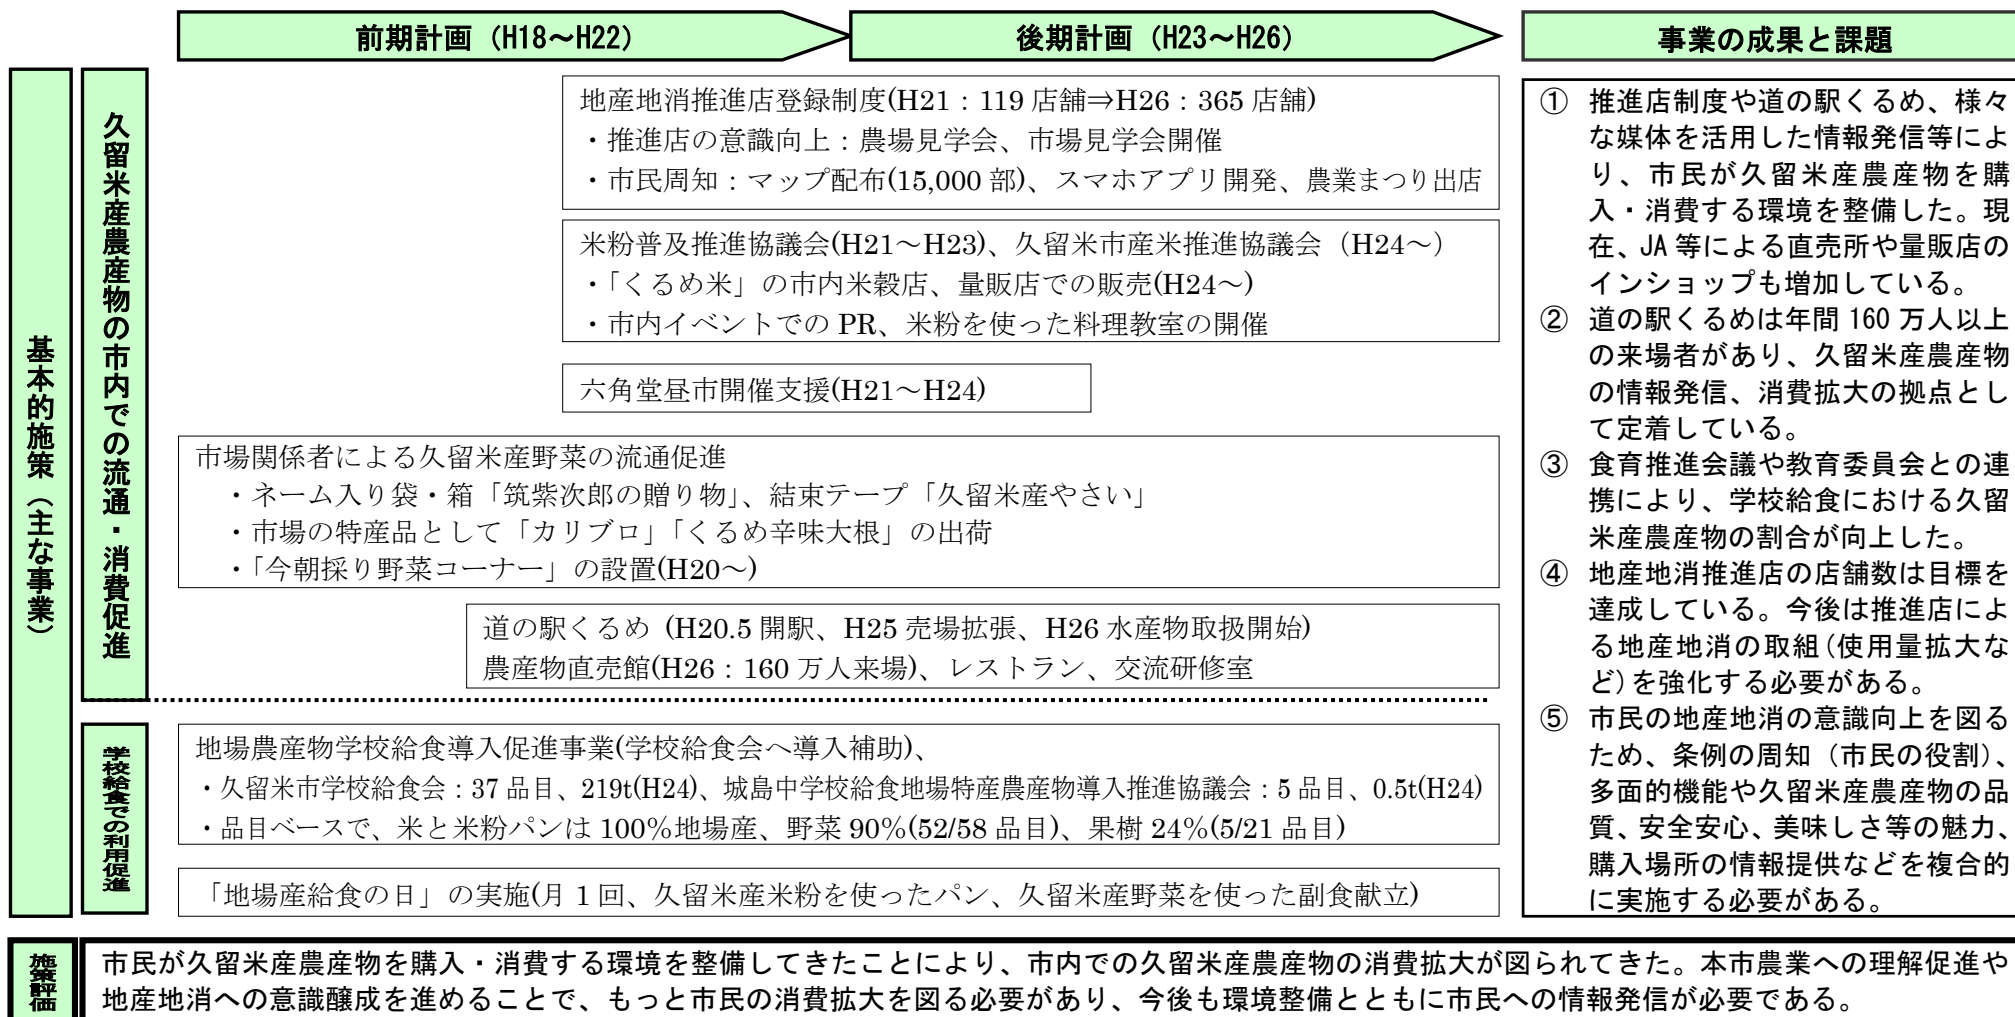 前期計画（H18～H22）
後期計画（H23～H26）
事業の成果と課題
基本的施策（主な事業）
久留米産農産物の市内での流通・消費促進
地産地消推進店登録制度(H21：119 店舗⇒H26：365 店舗)
・推進店の意識向上：農場見学会、市場見学会開催
・市民周知：マップ配布(15,000 部)、スマホアプリ開発、農業まつり出店
米粉普及推進協議会(H21～H23)、久留米市産米推進協議会（H24～）
・「くるめ米」の市内米穀店、量販店での販売(H24～)
・市内イベントでの PR、米粉を使った料理教室の開催
六角堂昼市開催支援(H21～H24)
市場関係者による久留米産野菜の流通促進
・ネーム入り袋・箱「筑紫次郎の贈り物」、結束テープ「久留米産やさい」
・市場の特産品として「カリブロ」「くるめ辛味大根」の出荷
・「今朝採り野菜コーナー」の設置(H20～)
道の駅くるめ (H20.5 開駅、H25 売場拡張、H26 水産物取扱開始)
農産物直売館(H26：160 万人来場)、レストラン、交流研修室
学校給食での利用促進
地場農産物学校給食導入促進事業(学校給食会へ導入補助)、
・久留米市学校給食会：37 品目、219t(H24)、城島中学校給食地場特産農産物導入推進協議会：5 品目、0.5t(H24)
・品目ベースで、米と米粉パンは 100％地場産、野菜 90％(52/58 品目)、果樹 24％(5/21 品目)
「地場産給食の日」の実施(月 1 回、久留米産米粉を使ったパン、久留米産野菜を使った副食献立)
① 推進店制度や道の駅くるめ、様々
な媒体を活用した情報発信等によ
り、市民が久留米産農産物を購
入・消費する環境を整備した。現
在、JA 等による直売所や量販店の
インショップも増加している。
② 道の駅くるめは年間 160 万人以上
の来場者があり、久留米産農産物
の情報発信、消費拡大の拠点とし
て定着している。
③ 食育推進会議や教育委員会との連
携により、学校給食における久留
米産農産物の割合が向上した。
④ 地産地消推進店の店舗数は目標を
達成している。今後は推進店によ
る地産地消の取組(使用量拡大な
ど)を強化する必要がある。
⑤ 市民の地産地消の意識向上を図る
ため、条例の周知（市民の役割）、
多面的機能や久留米産農産物の品
質、安全安心、美味しさ等の魅力、
購入場所の情報提供などを複合的
に実施する必要がある。
施策評価
市民が久留米産農産物を購入・消費する環境を整備してきたことにより、市内での久留米産農産物の消費拡大が図られてきた。本市農業への理解促進や
地産地消への意識醸成を進めることで、もっと市民の消費拡大を図る必要があり、今後も環境整備とともに市民への情報発信が必要である。